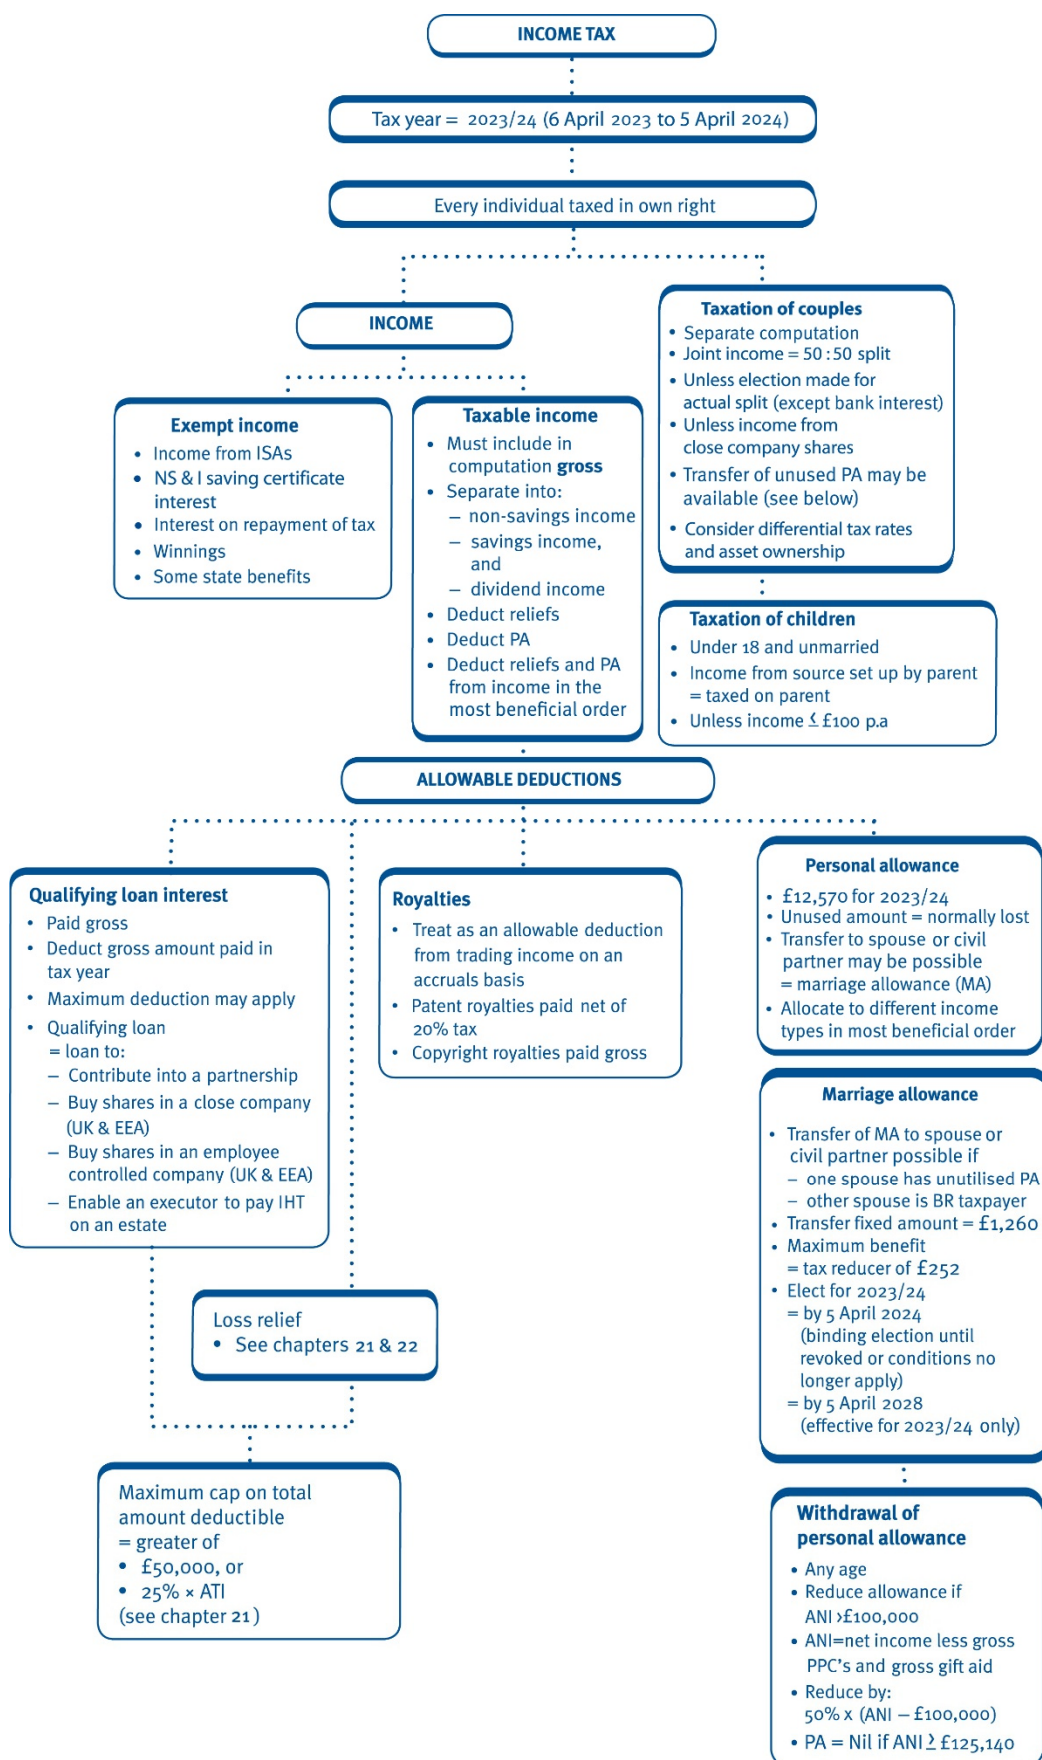 INCOME TAX
Tax year = 2023/24 (6 April 2023 to 5 April 2024)
Every individual taxed in own right
INCOME
Exempt income
• Income from ISAs
• NS & I saving certificate
interest
• Interest on repayment of tax
• Winnings
• Some state benefits
Taxable income
• Must include in
computation gross
• Separate into:
– non-savings income
– savings income,
and
– dividend income
• Deduct reliefs
• Deduct PA
• Deduct reliefs and PA
from income in the
most beneficial order
Taxation of couples
• Separate computation
• Joint income = 50 : 50 split
• Unless election made for
actual split (except bank interest)
• Unless income from
close company shares
• Transfer of unused PA may be
available (see below)
• Consider differential tax rates
and asset ownership
Taxation of children
• Under 18 and unmarried
• Income from source set up by parent
= taxed on parent
• Unless income ≤ £100 p.a
ALLOWABLE DEDUCTIONS
Qualifying loan interest
• Paid gross
• Deduct gross amount paid in
tax year
• Maximum deduction may apply
• Qualifying loan
= loan to:
– Contribute into a partnership
– Buy shares in a close company
(UK & EEA)
– Buy shares in an employee
controlled company (UK & EEA)
– Enable an executor to pay IHT
on an estate
Loss relief
• See chapters 21 & 22
Maximum cap on total
amount deductible
= greater of
• £50,000, or
• 25% × ATI
(see chapter 21)
Royalties
• Treat as an allowable deduction
from trading income on an
accruals basis
• Patent royalties paid net of
20% tax
• Copyright royalties paid gross
Personal allowance
• £12,570 for 2023/24
• Unused amount = normally lost
• Transfer to spouse or civil
partner may be possible
= marriage allowance (MA)
• Allocate to different income
types in most beneficial order
Marriage allowance
• Transfer of MA to spouse or
civil partner possible if
– one spouse has unutilised PA
– other spouse is BR taxpayer
• Transfer fixed amount = £1,260
• Maximum benefit
= tax reducer of £252
• Elect for 2023/24
= by 5 April 2024
(binding election until
revoked or conditions no
longer apply)
= by 5 April 2028
(effective for 2023/24 only)
Withdrawal of
personal allowance
• Any age
• Reduce allowance if
ANI >£100,000
• ANI=net income less gross
PPC's and gross gift aid
• Reduce by:
50% x (ANI – £100,000)
• PA = Nil if ANI ≥ £125,140